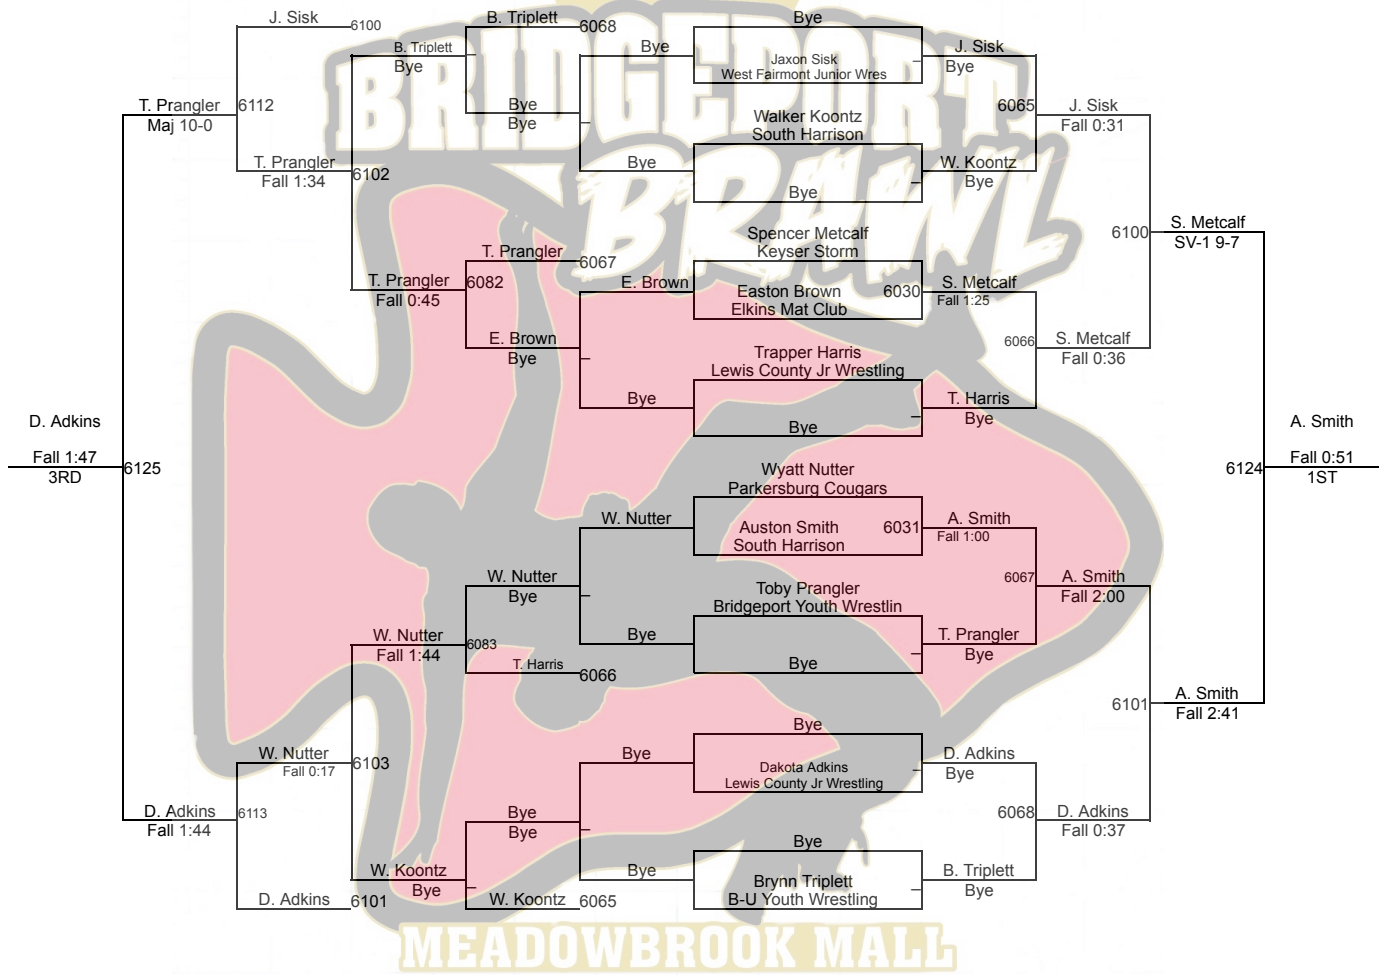 BRIDGEPORT
BRAWL
J. Sisk
6100
T. Prangler
Maj 10-0
6112
T. Prangler
Fall 1:34
6102
B. Triplett
Bye
B. Triplett
6068
Bye
Bye
T. Prangler
Fall 0:45
6082
T. Prangler
6067
E. Brown
Bye
D. Adkins
Fall 1:47
3RD
6125
W. Nutter
Fall 1:44
6083
W. Nutter
Bye
T. Harris
6066
W. Nutter
Fall 0:17
6103
D. Adkins
Fall 1:44
6113
D. Adkins
6101
W. Koontz
Bye
Bye
Bye
W. Koontz
6065
Bye
Bye
E. Brown
Bye
W. Nutter
Bye
Bye
Bye
Bye
Jaxon Sisk
West Fairmont Junior Wres
Walker Koontz
South Harrison
Bye
Spencer Metcalf
Keyser Storm
Easton Brown
Elkins Mat Club
6030
Trapper Harris
Lewis County Jr Wrestling
Bye
Wyatt Nutter
Parkersburg Cougars
Auston Smith
South Harrison
6031
Toby Prangler
Bridgeport Youth Wrestlin
Bye
Bye
Dakota Adkins
Lewis County Jr Wrestling
Bye
Brynn Triplett
B-U Youth Wrestling
J. Sisk
Bye
6065
W. Koontz
Bye
S. Metcalf
Fall 1:25
6066
T. Harris
Bye
A. Smith
Fall 1:00
6067
T. Prangler
Bye
D. Adkins
Bye
6068
B. Triplett
Bye
J. Sisk
Fall 0:31
6100
S. Metcalf
Fall 0:36
A. Smith
Fall 2:00
6101
D. Adkins
Fall 0:37
S. Metcalf
SV-1 9-7
6124
A. Smith
Fall 2:41
A. Smith
Fall 0:51
1ST
MEADOWBROOK MALL